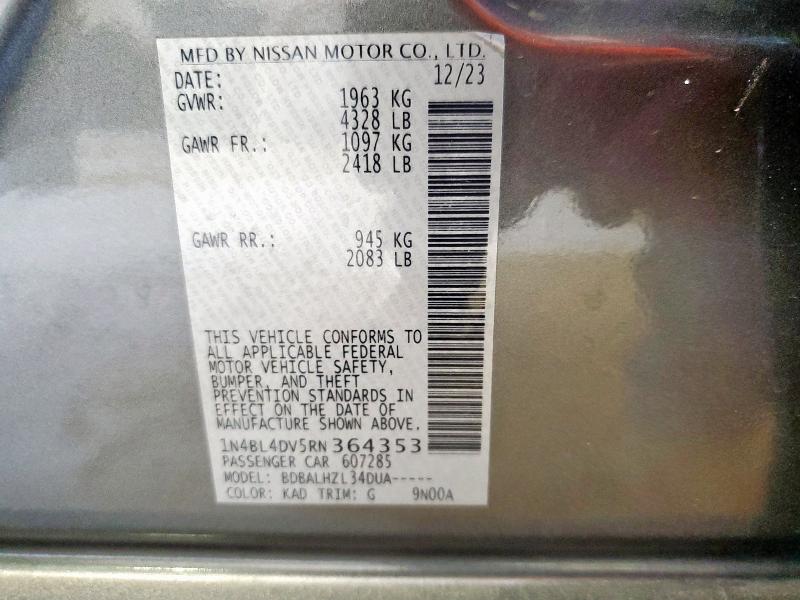 MFD BY NISSAN MOTOR CO., LTD.
DATE: 12/23
GVWR: 1963 KG
4328 LB
GAWR FR.: 1097 KG
2418 LB
GAWR RR.: 945 KG
2083 LB
THIS VEHICLE CONFORMS TO
ALL APPLICABLE FEDERAL
MOTOR VEHICLE SAFETY,
BUMPER, AND THEFT
PREVENTION STANDARDS IN
EFFECT ON THE DATE OF
MANUFACTURE SHOWN ABOVE.
1N4BL4DV5RN364353
PASSENGER CAR 607285
MODEL: BDBALHZL34DUA-----
COLOR: KAD TRIM: G 9N00A